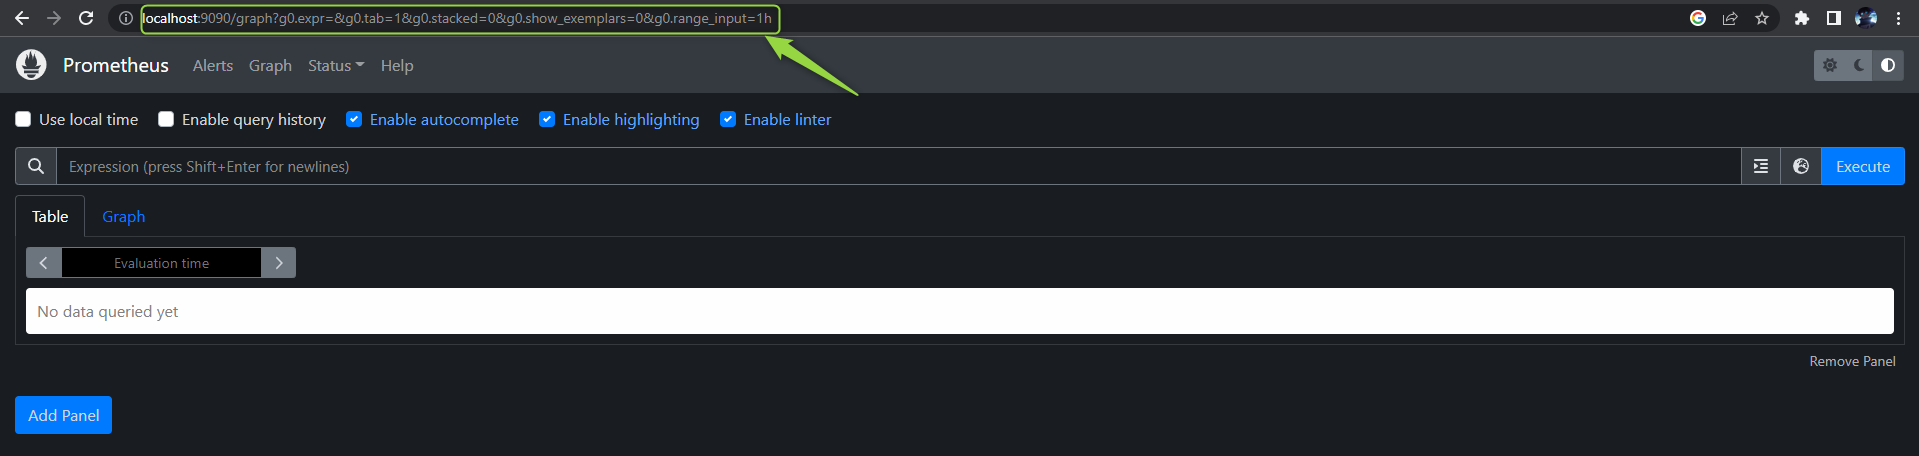 localhost:9090/graph?g0.expr=&g0.tab=1&g0.stacked=0&g0.show_exemplars=0&g0.range_input=1h
Prometheus Alerts Graph Status Help
Use local time Enable query history Enable autocomplete Enable highlighting Enable linter
Expression (press Shift+Enter for newlines) Execute
Table Graph
Evaluation time
No data queried yet
Remove Panel
Add Panel